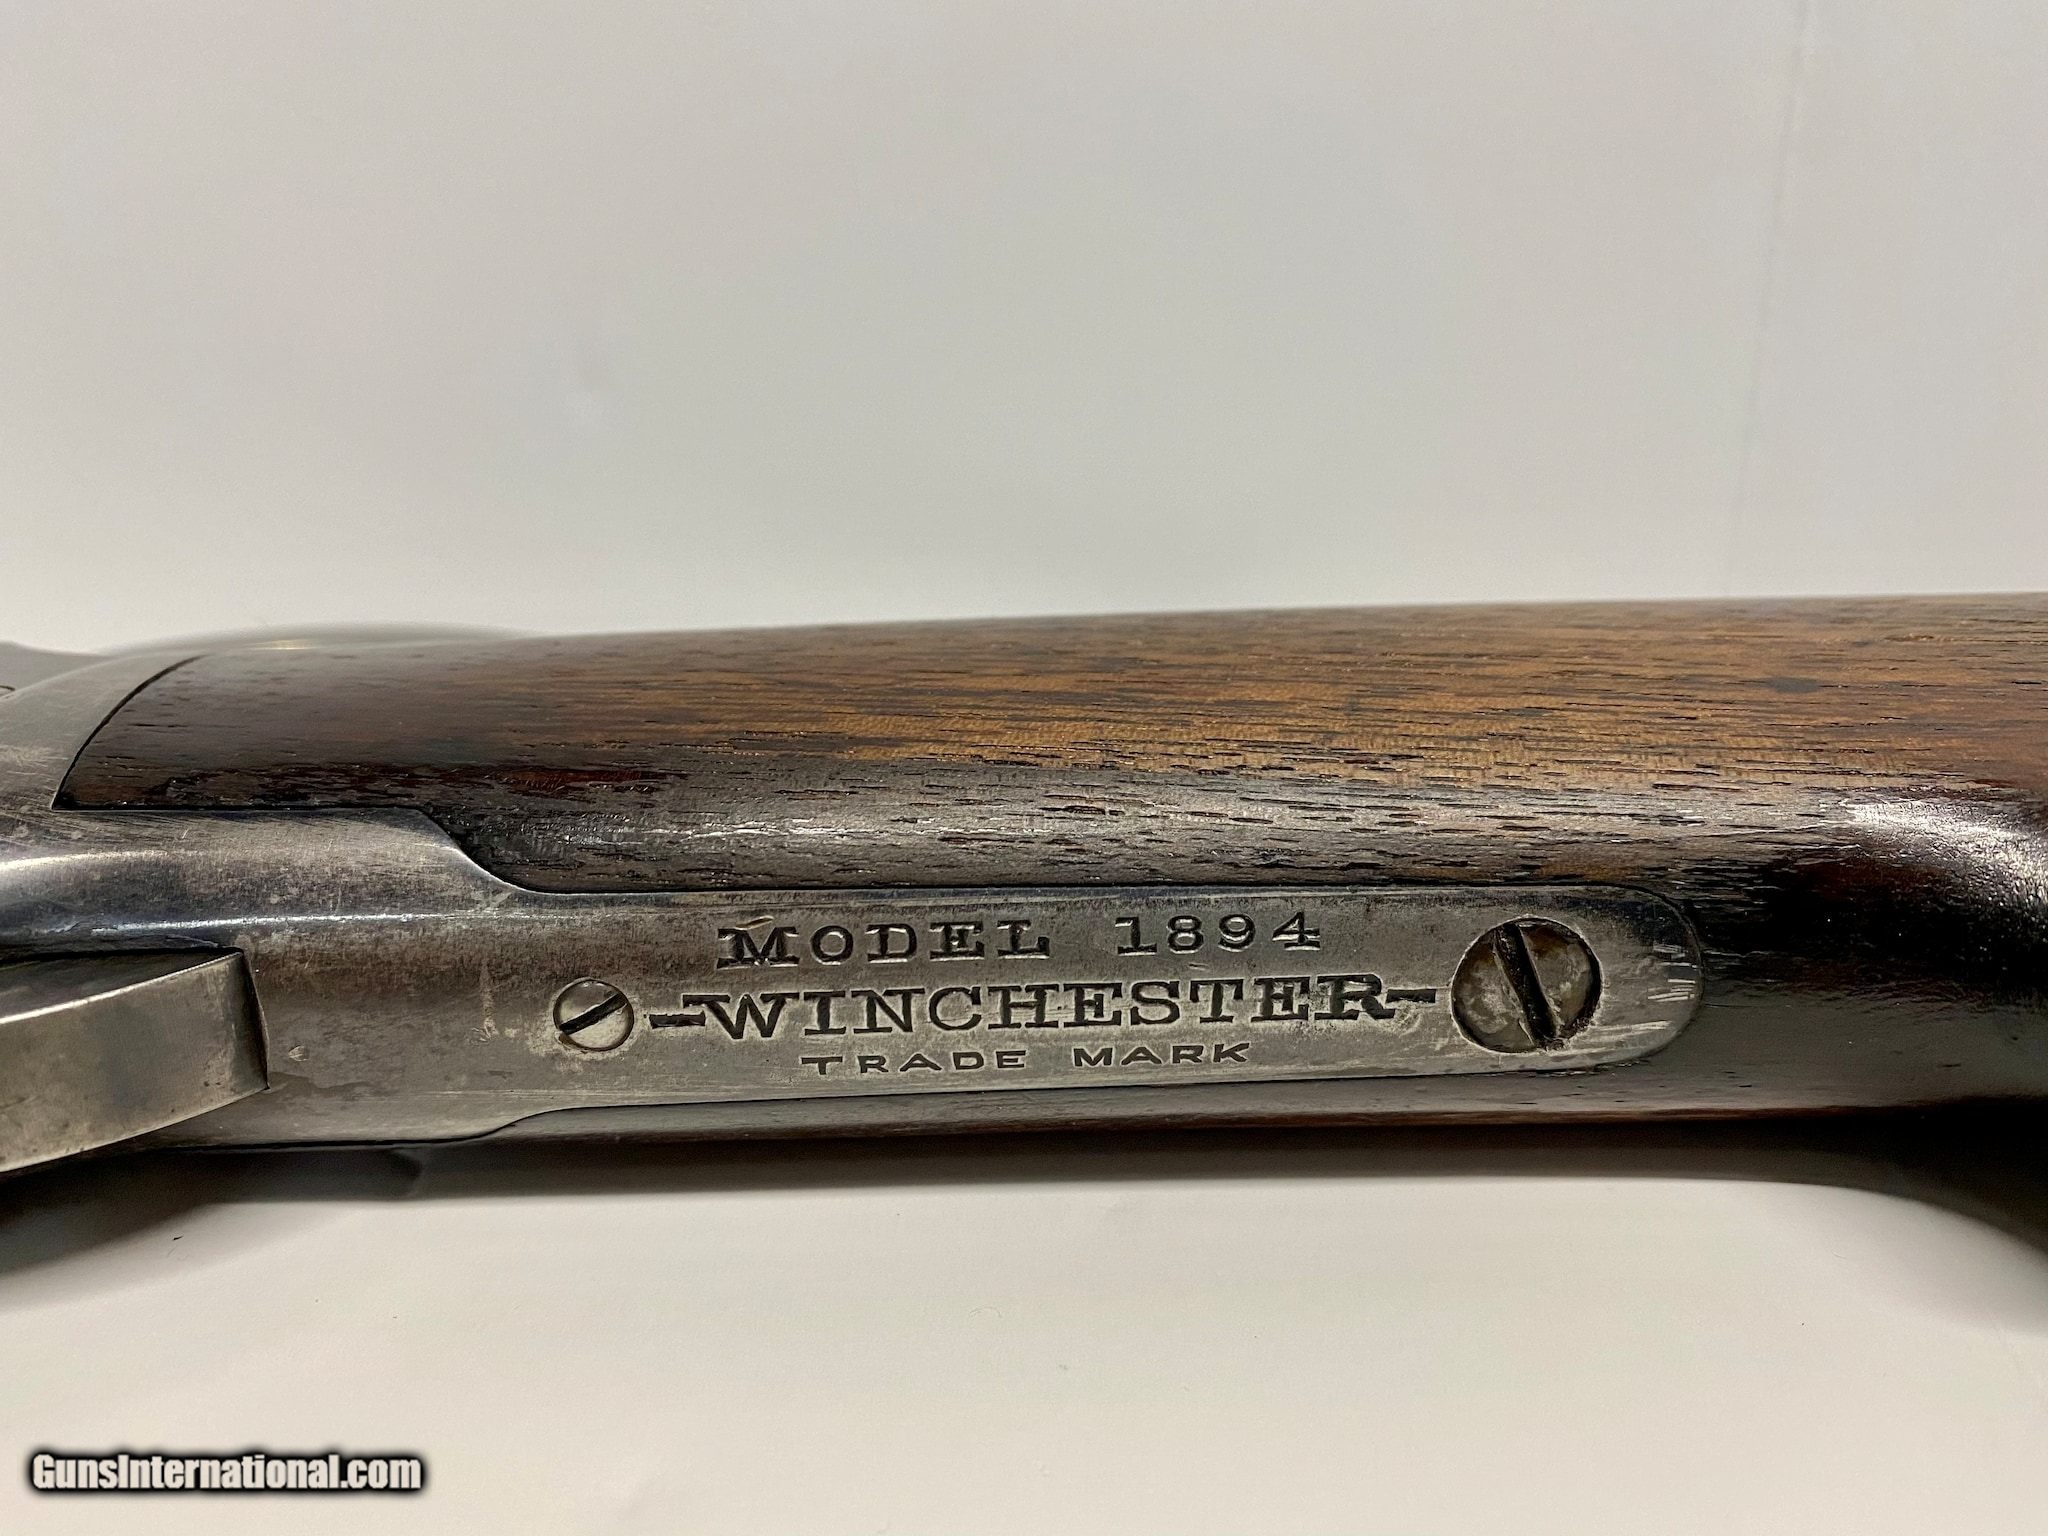 MODEL 1894
-WINCHESTER-
TRADE MARK
GunsInternational.com